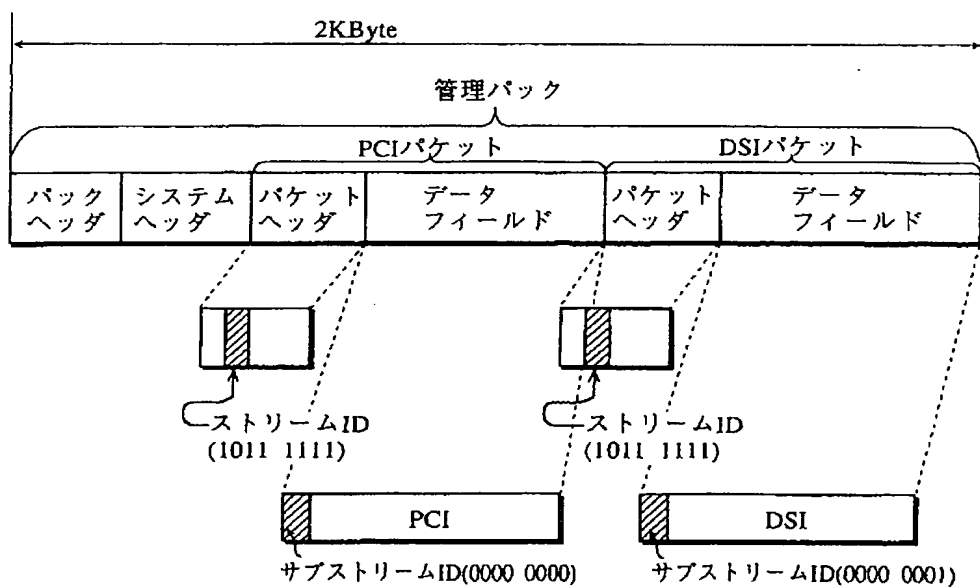 2KByte
管理パック
PCIパケット DSIパケット
パック システム パケット データ パケット データ
ヘッダ ヘッダ ヘッダ フィールド ヘッダ フィールド
ストリームID ストリームID
(1011 1111) (1011 1111)
PCI DSI
サブストリームID(0000 0000) サブストリームID(0000 0001)